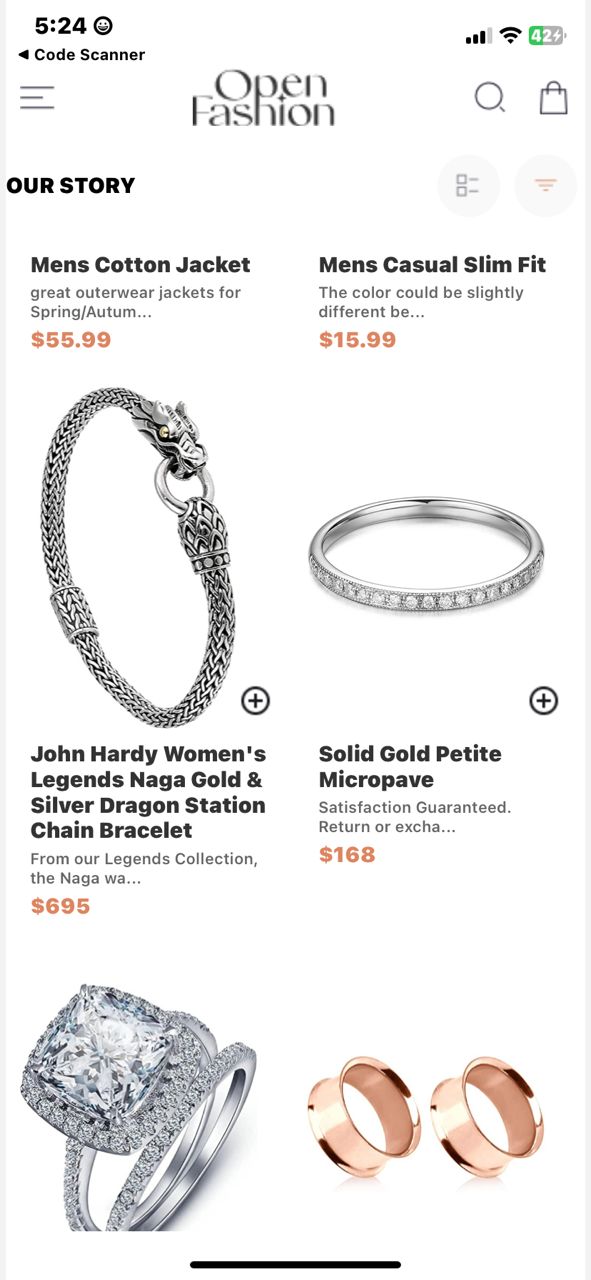 5:24
42
◀ Code Scanner
Open
Fashion
OUR STORY
Mens Cotton Jacket
great outerwear jackets for
Spring/Autum...
$55.99
Mens Casual Slim Fit
The color could be slightly
different be...
$15.99
John Hardy Women's
Legends Naga Gold &
Silver Dragon Station
Chain Bracelet
From our Legends Collection,
the Naga wa...
$695
Solid Gold Petite
Micropave
Satisfaction Guaranteed.
Return or excha...
$168